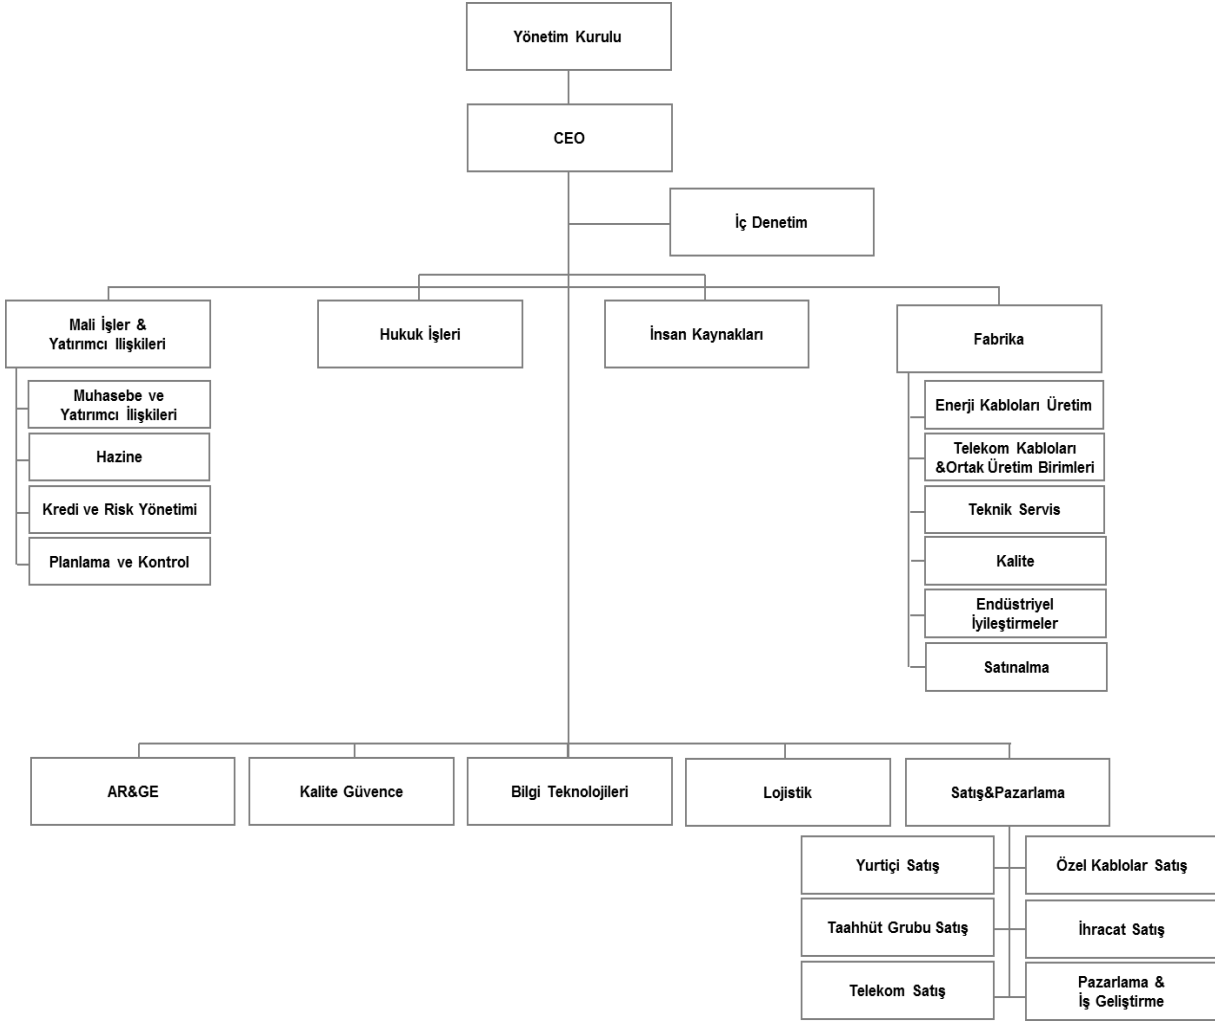 Yönetim Kurulu
CEO
İç Denetim
Mali İşler &
Yatırımcı Ilişkileri
Hukuk İşleri
İnsan Kaynakları
Fabrika
Muhasebe ve
Yatırımcı İlişkileri
Hazine
Kredi ve Risk Yönetimi
Planlama ve Kontrol
Enerji Kabloları Üretim
Telekom Kabloları
&Ortak Üretim Birimleri
Teknik Servis
Kalite
Endüstriyel
İyileştirmeler
Satınalma
AR&GE
Kalite Güvence
Bilgi Teknolojileri
Lojistik
Satış&Pazarlama
Yurtiçi Satış
Özel Kablolar Satış
Taahhüt Grubu Satış
İhracat Satış
Telekom Satış
Pazarlama &
İş Geliştirme